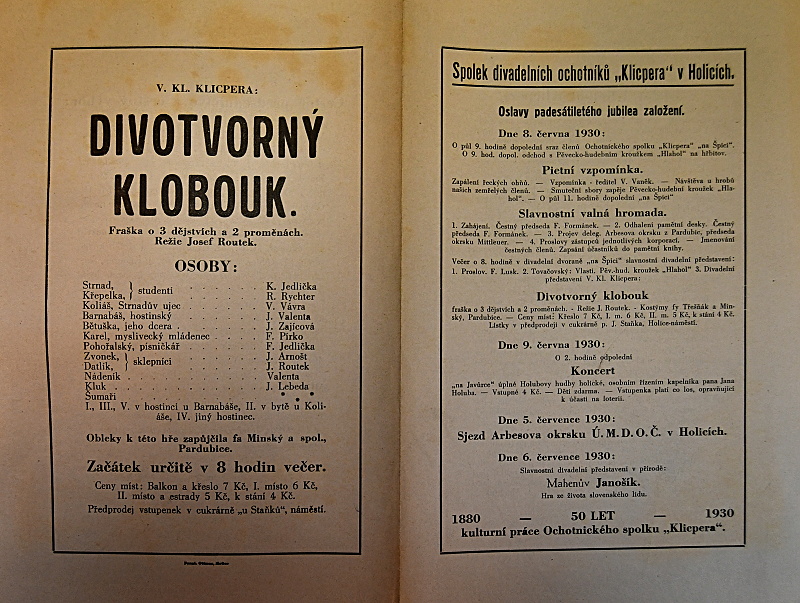 V. KL. KLICPERA:
DIVOTVORNÝ
KLOBOUK.
Fraška o 3 dějstvích a 2 proměnách.
Režie Josef Routek.
OSOBY:
Strnad, } studenti . . . . . . K. Jedlička
Křepelka, . . . . . . R. Rychter
Koliáš, Strnadův ujec . . . . . V. Vávra
Barnabáš, hostinský . . . . . J. Valenta
Bětuška, jeho dcera . . . . . J. Zajícová
Karel, myslivecký mládenec . . . . F. Pírko
Pohořalský, písničkář . . . . . F. Jedlička
Zvonek, } sklepníci . . . . . . J. Arnošt
Datlík, . . . . . . J. Routek
Nádeník . . . . . . . . Valenta
Kluk . . . . . . . . J. Lebeda
Šumaři . . . . . . . . * * *
I., III., V. v hostinci u Barnabáše, II. v bytě u Koli-
áše, IV. jiný hostinec.
Obleky k této hře zapůjčila fa Minský a spol.,
Pardubice.
Začátek určitě v 8 hodin večer.
Ceny míst: Balkon a křeslo 7 Kč, I. místo 6 Kč,
II. místo a estrady 5 Kč, k stání 4 Kč.
Předprodej vstupenek v cukrárně „u Staňků“, náměstí.
Spolek divadelních ochotníků „Klicpera“ v Holicích.
Oslavy padesátiletého jubilea založení.
Dne 8. června 1930:
O půl 9. hodině dopolední sraz členů Ochotnického spolku „Klicpera“ „na Špici“.
O 9. hod. dopol. odchod s Pěvecko-hudebním kroužkem „Hlahol“ na hřbitov.
Pietní vzpomínka.
Zapálení řeckých ohňů. — Vzpomínka - ředitel V. Vaněk. — Návštěva u hrobů
našich zemřelých členů. — Smuteční sbory zapěje Pěvecko-hudební kroužek „Hla-
hol“. — O půl 11. hodině dopolední „na Špici“
Slavnostní valná hromada.
1. Zahájení. Čestný předseda F. Formánek. — 2. Odhalení pamětní desky. Čestný
předseda F. Formánek. — 3. Projev deleg. Arbesova okrsku z Pardubic, předseda
okrsku Mittleuer. — 4. Proslovy zástupců jednotlivých korporací. — Jmenování
čestných členů. Zapsání účastníků do pamětní knihy.
Večer o 8. hodině v divadelní dvoraně „na Špici“ slavnostní divadelní představení:
1. Proslov. F. Lusk. 2. Tovačovský: Vlasti. Pěv.-hud. kroužek „Hlahol“ 3. Divadelní
představení V. Kl. Klicpera:
Divotvorný klobouk
fraška o 3 dějstvích a 2 proměnách. - Režie J. Routek. - Kostymy fy Třešňák a Min-
ský, Pardubice. — Ceny míst: Křeslo 7 Kč, I. m. 6 Kč, II. m. 5 Kč, k stání 4 Kč.
Lístky v předprodeji v cukrárně p. J. Staňka, Holice-náměstí.
Dne 9. června 1930:
O 2. hodině odpolední
Koncert
„na Javůrce“ úplné Holubovy hudby holické, osobním řízením kapelníka pana Jana
Holuba. — Vstupné 4 Kč. — Děti zdarma. — Vstupenka platí co los, opravňující
k účasti na loterii.
Dne 5. července 1930:
Sjezd Arbesova okrsku Ú. M. D. O. Č. v Holicích.
Dne 6. července 1930:
Slavnostní divadelní představení v přírodě:
Mahenův Janošík.
Hra ze života slovenského lidu.
1880 — 50 LET — 1930
kulturní práce Ochotnického spolku „Klicpera“.